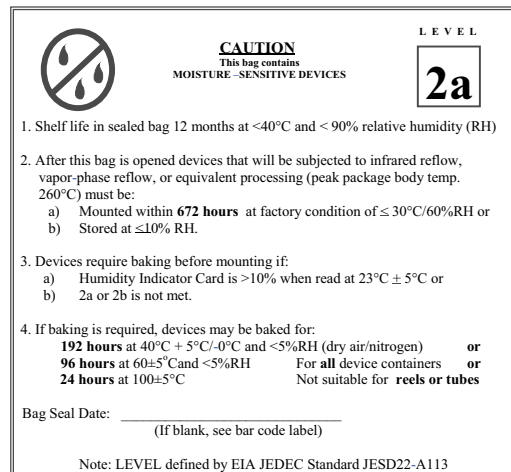 LEVEL
CAUTION
This bag contains
MOISTURE –SENSITIVE DEVICES
2a
1. Shelf life in sealed bag 12 months at <40°C and < 90% relative humidity (RH)
2. After this bag is opened devices that will be subjected to infrared reflow,
vapor-phase reflow, or equivalent processing (peak package body temp.
260°C) must be:
a) Mounted within 672 hours at factory condition of ≤ 30°C/60%RH or
b) Stored at ≤10% RH.
3. Devices require baking before mounting if:
a) Humidity Indicator Card is >10% when read at 23°C ± 5°C or
b) 2a or 2b is not met.
4. If baking is required, devices may be baked for:
192 hours at 40°C + 5°C/-0°C and <5%RH (dry air/nitrogen) or
96 hours at 60±5°Cand <5%RH For all device containers or
24 hours at 100±5°C Not suitable for reels or tubes
Bag Seal Date: ______________________________
(If blank, see bar code label)
Note: LEVEL defined by EIA JEDEC Standard JESD22-A113